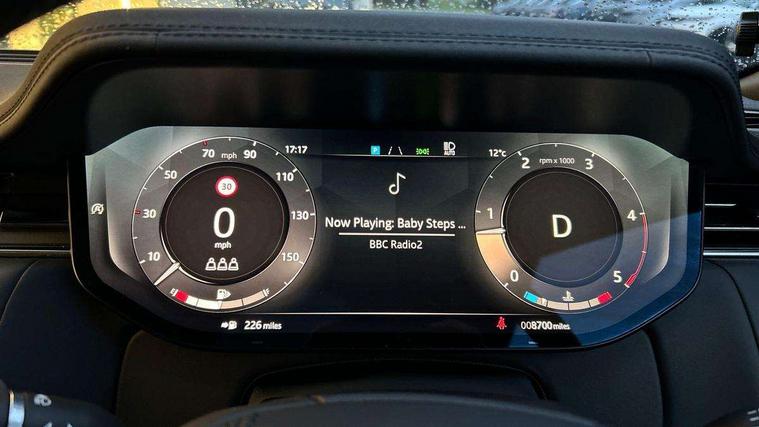 17:17
P
AUTO
12°c
70 mph 90
50
110
30
30
130
0
mph
10
150
E
F
Now Playing: Baby Steps ...
BBC Radio2
rpm x 1000
2
3
1
4
D
0
5
226 miles
008700 miles